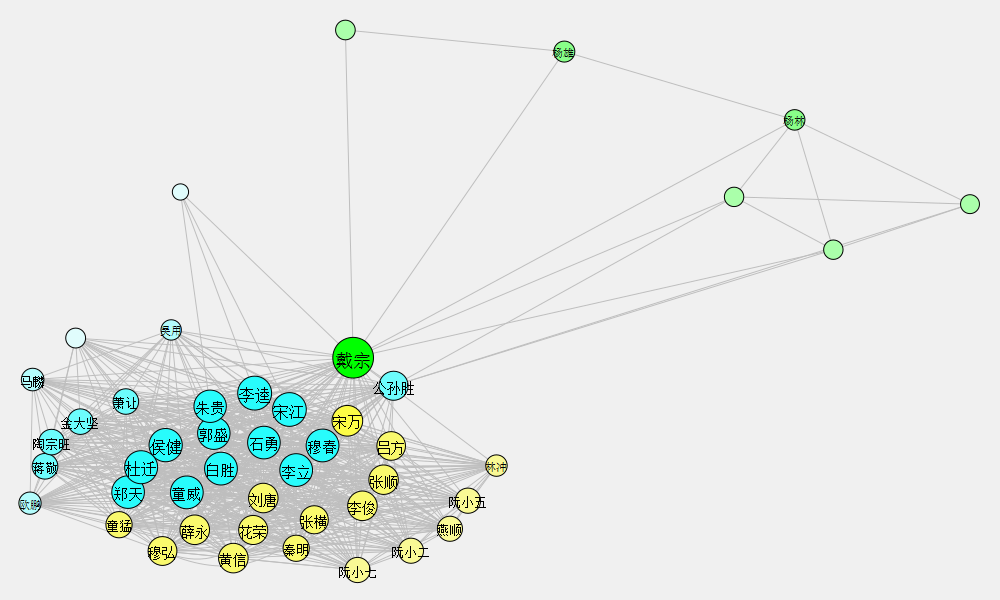 杨雄
杨林
吴用
戴宗
马麟
公孙胜
李逵
萧让
朱贵
宋江
金大坚
宋万
郭盛
陶宗旺
侯健
石勇
穆春
吕方
蒋敬
杜迁
白胜
李立
林冲
张顺
郑天
童威
刘唐
欧鹏
李俊
阮小五
童猛
薛永
花荣
张横
燕顺
穆弘
黄信
秦明
阮小二
阮小七